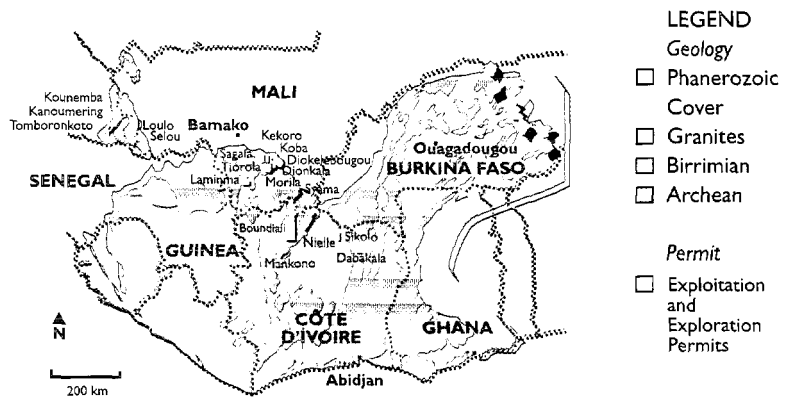 MALI
Kounemba
Kanoumering
Tomboronkoto
Loulo
Selou
Bamako
Kekoro
Koba
Sagala
JJ
Diokelebougou
Tiorola
Djonkala
Laminma
Morila
Syama
Ouagadougou
BURKINA FASO
SENEGAL
Boundiali
GUINEA
Nielle
Sikolo
Mankono
Dabakala
N
CÔTE
D'IVOIRE
GHANA
Abidjan
200 km
LEGEND
Geology
Phanerozoic
Cover
Granites
Birrimian
Archean
Permit
Exploitation
and
Exploration
Permits